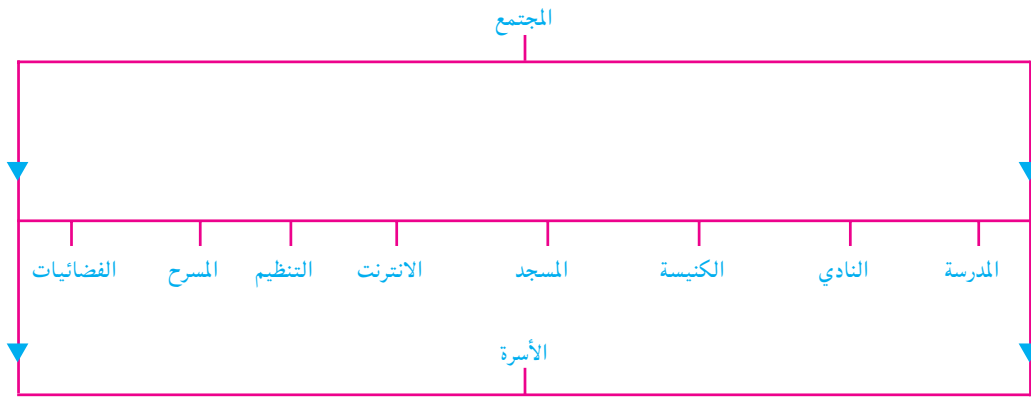 المجتمع
المدرسة النادي الكنيسة المسجد الانترنت التنظيم المسرح الفضائيات
الأسرة